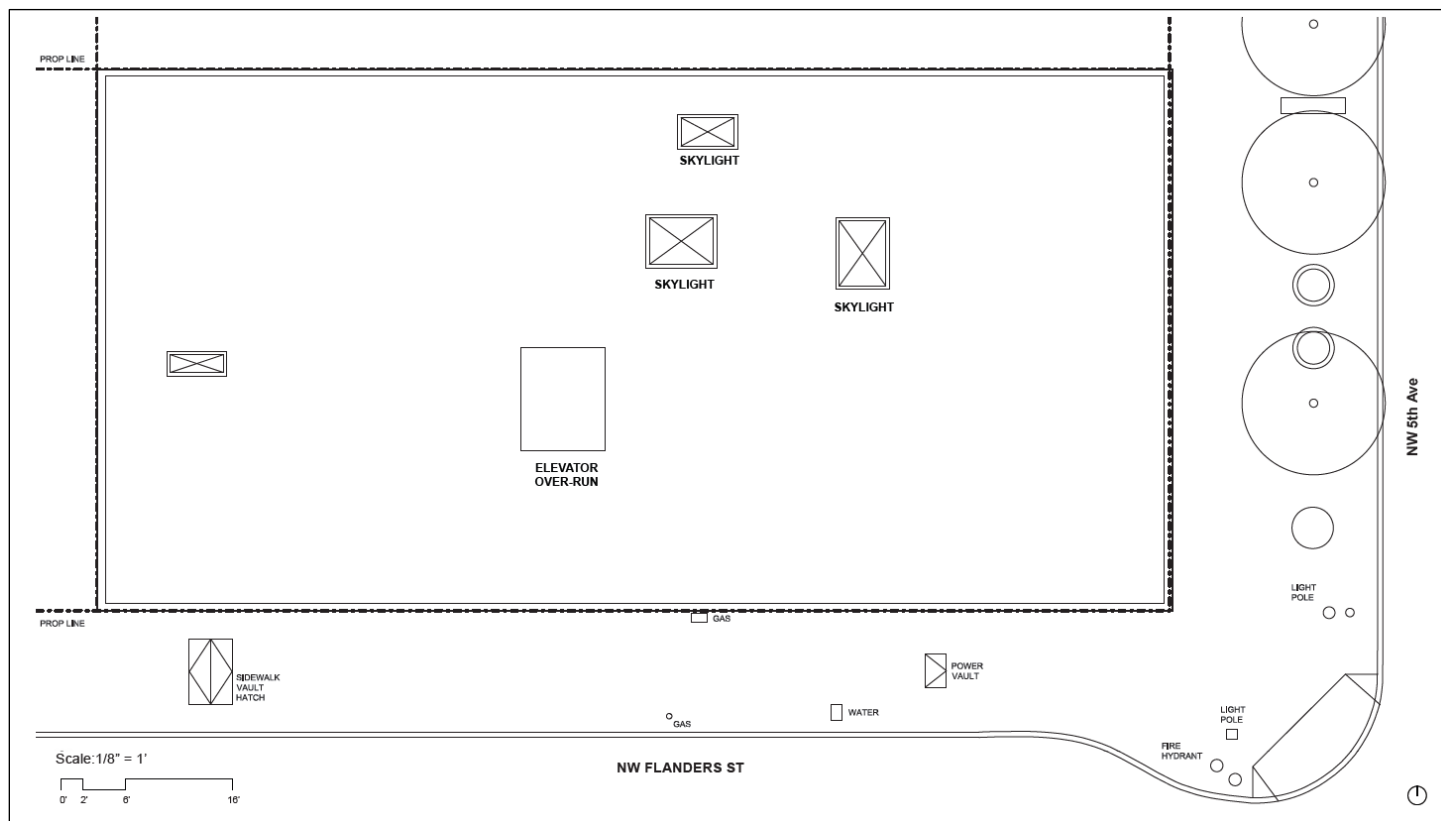 PROP LINE
SKYLIGHT
SKYLIGHT
SKYLIGHT
ELEVATOR
OVER-RUN
NW 5th Ave
LIGHT
POLE
PROP LINE
GAS
SIDEWALK
VAULT
HATCH
POWER
VAULT
WATER
GAS
LIGHT
POLE
FIRE
HYDRANT
Scale:1/8" = 1'
NW FLANDERS ST
0' 2' 6' 16'